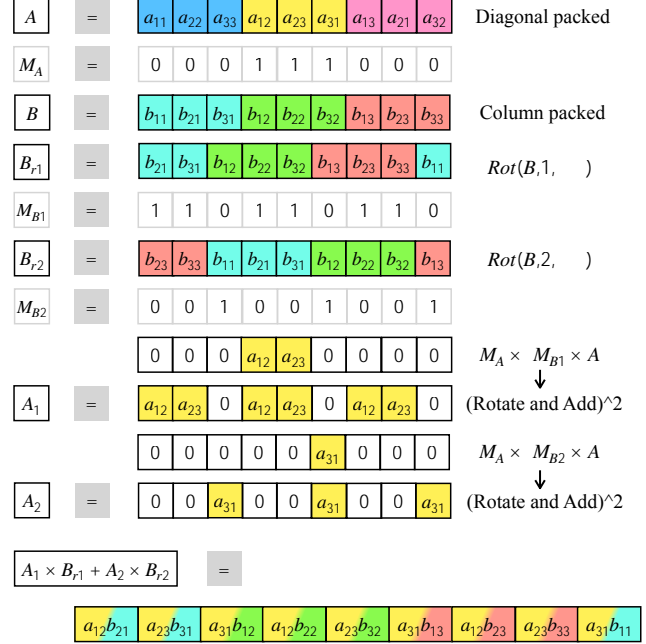 A = a11 a22 a33 a12 a23 a31 a13 a21 a32 Diagonal packed
MA = 0 0 0 1 1 1 0 0 0
B = b11 b21 b31 b12 b22 b32 b13 b23 b33 Column packed
Br1 = b21 b31 b12 b22 b32 b13 b23 b33 b11 Rot(B,1, )
MB1 = 1 1 0 1 1 0 1 1 0
Br2 = b23 b33 b11 b21 b31 b12 b22 b32 b13 Rot(B,2, )
MB2 = 0 0 1 0 0 1 0 0 1
0 0 0 a12 a23 0 0 0 0 MA × MB1 × A
A1 = a12 a23 0 a12 a23 0 a12 a23 0 (Rotate and Add)^2
0 0 0 0 0 a31 0 0 0 MA × MB2 × A
A2 = 0 0 a31 0 0 a31 0 0 a31 (Rotate and Add)^2
A1 × Br1 + A2 × Br2 =
a12b21 a23b31 a31b12 a12b22 a23b32 a31b13 a12b23 a23b33 a31b11